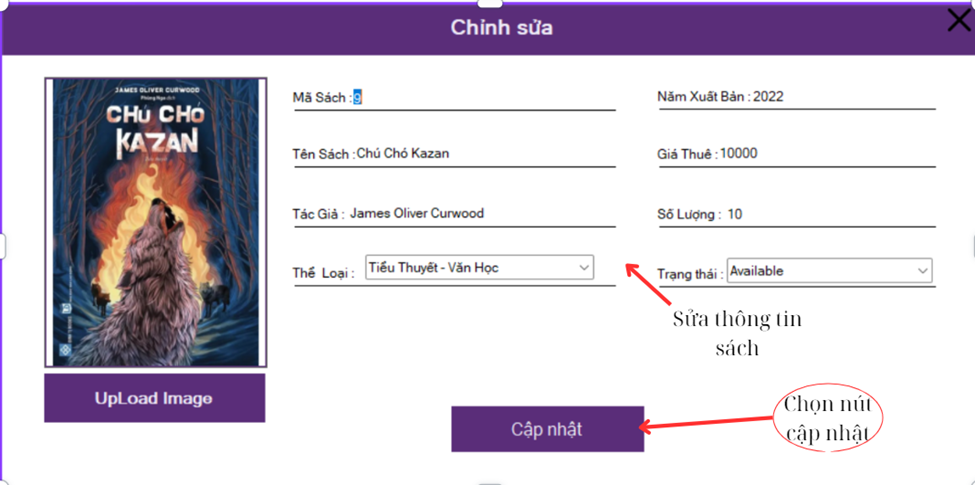 Chỉnh sửa
JAMES OLIVER CURWOOD
CHÚ CHÓ
KAZAN
Mã Sách : g
Năm Xuất Bản : 2022
Tên Sách : Chú Chó Kazan
Giá Thuê : 10000
Tác Giả : James Oliver Curwood
Số Lượng : 10
Thể Loại : Tiểu Thuyết - Văn Học
Trạng thái : Available
Sửa thông tin
sách
UpLoad Image
Cập nhật
Chọn nút
cập nhật